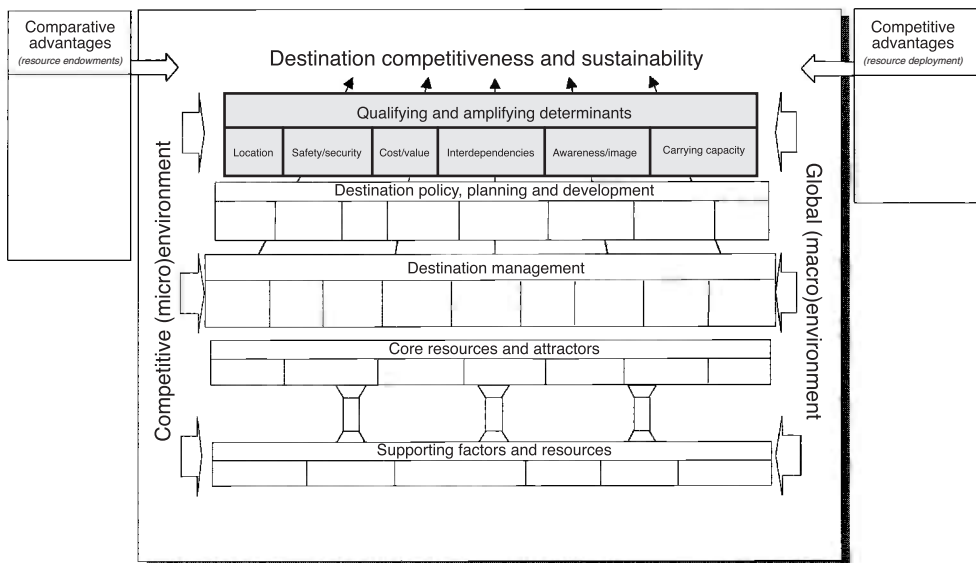 Comparative
advantages
(resource endowments)
Competitive
advantages
(resource deployment)
Destination competitiveness and sustainability
Qualifying and amplifying determinants
Location
Safety/security
Cost/value
Interdependencies
Awareness/image
Carrying capacity
Destination policy, planning and development
Destination management
Core resources and attractors
Supporting factors and resources
Competitive (micro)environment
Global (macro)environment